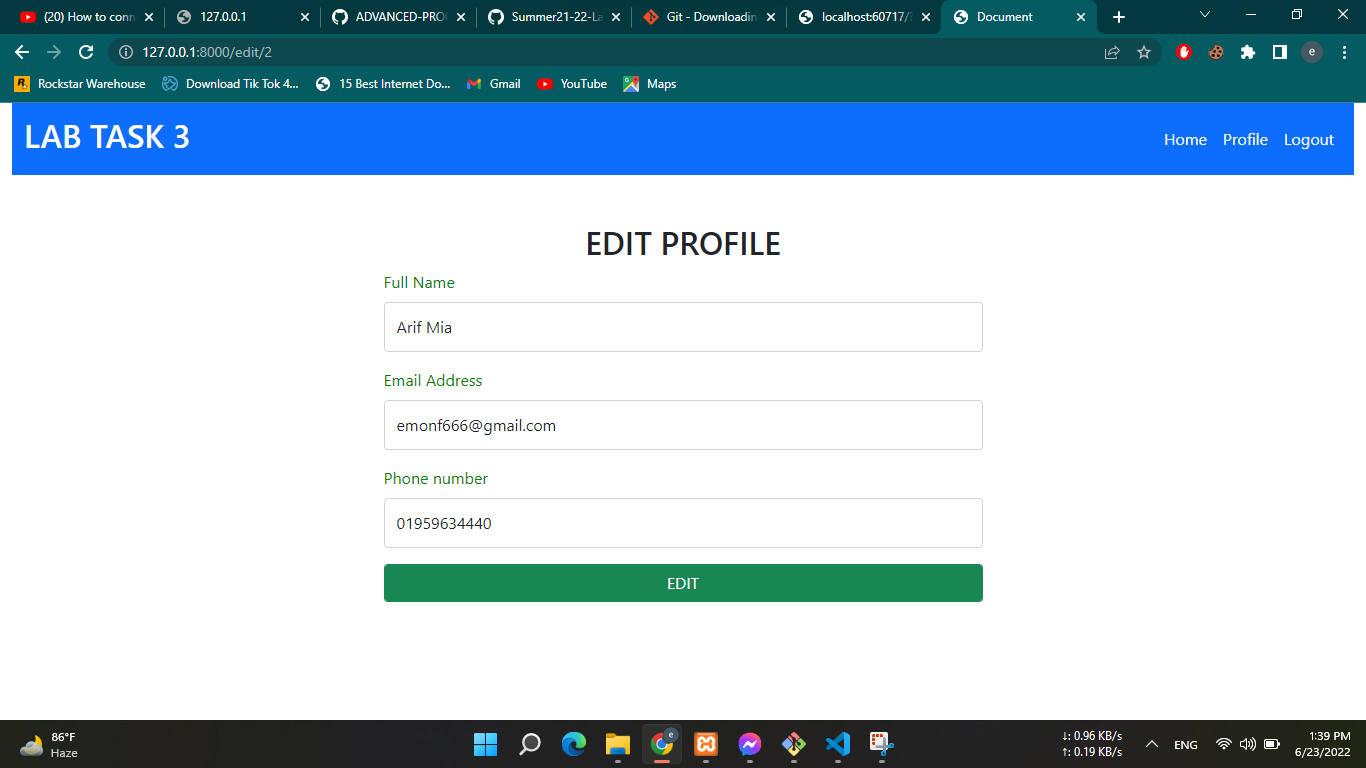 (20) How to conn
127.0.0.1
ADVANCED-PRO
Summer21-22-La
Git - Downloadin
localhost:60717/
Document
127.0.0.1:8000/edit/2
e
Rockstar Warehouse
Download Tik Tok 4...
15 Best Internet Do...
Gmail
YouTube
Maps
LAB TASK 3
Home
Profile
Logout
EDIT PROFILE
Full Name
Arif Mia
Email Address
emonf666@gmail.com
Phone number
01959634440
EDIT
86°F
Haze
↓: 0.96 KB/s
↑: 0.19 KB/s
ENG
1:39 PM
6/23/2022